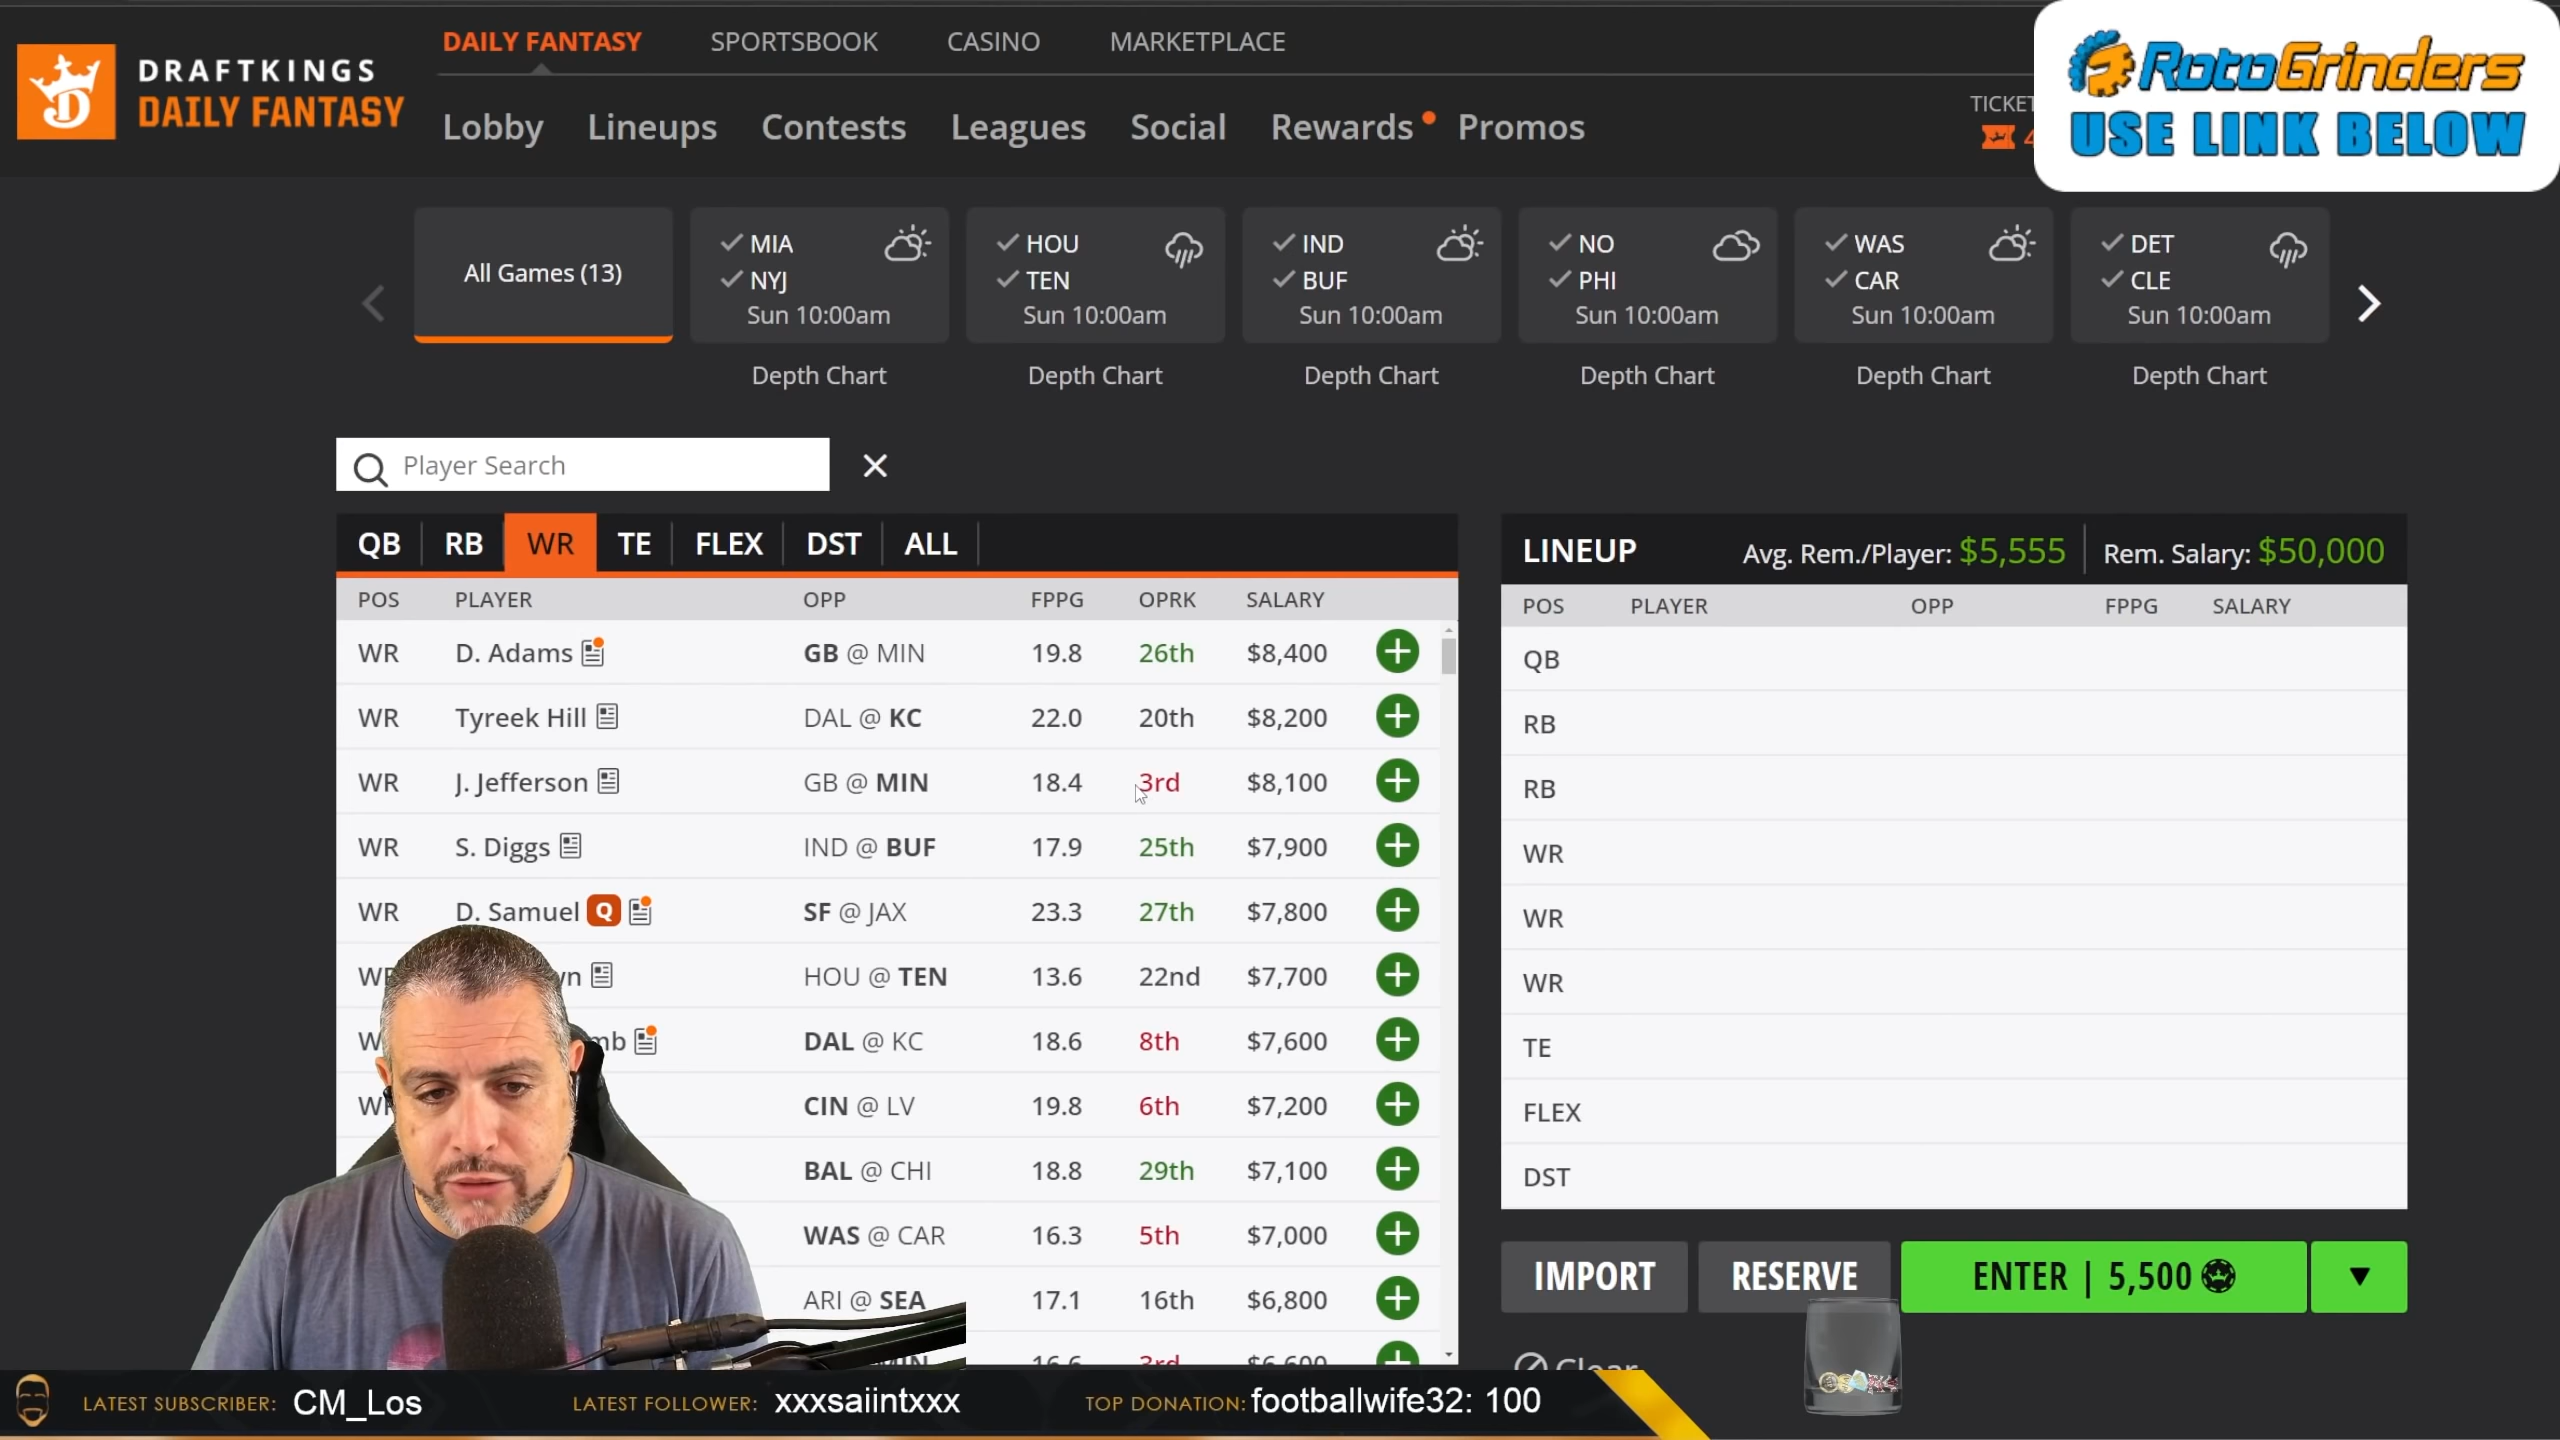 DAILY FANTASY SPORTSBOOK CASINO MARKETPLACE
DRAFTKINGS
DAILY FANTASY
Lobby Lineups Contests Leagues Social Rewards Promos
RotoGrinders
USE LINK BELOW
All Games (13)
MIA
NYJ
Sun 10:00am
Depth Chart
HOU
TEN
Sun 10:00am
Depth Chart
IND
BUF
Sun 10:00am
Depth Chart
NO
PHI
Sun 10:00am
Depth Chart
WAS
CAR
Sun 10:00am
Depth Chart
DET
CLE
Sun 10:00am
Depth Chart
Player Search
QB RB WR TE FLEX DST ALL
POS PLAYER OPP FPPG OPRK SALARY
WR D. Adams GB @ MIN 19.8 26th $8,400
WR Tyreek Hill DAL @ KC 22.0 20th $8,200
WR J. Jefferson GB @ MIN 18.4 3rd $8,100
WR S. Diggs IND @ BUF 17.9 25th $7,900
WR D. Samuel Q SF @ JAX 23.3 27th $7,800
HOU @ TEN 13.6 22nd $7,700
DAL @ KC 18.6 8th $7,600
CIN @ LV 19.8 6th $7,200
BAL @ CHI 18.8 29th $7,100
WAS @ CAR 16.3 5th $7,000
ARI @ SEA 17.1 16th $6,800
LINEUP Avg. Rem./Player: $5,555 Rem. Salary: $50,000
POS PLAYER OPP FPPG SALARY
QB
RB
RB
WR
WR
WR
TE
FLEX
DST
IMPORT RESERVE ENTER | 5,500
Clear
LATEST SUBSCRIBER: CM_Los LATEST FOLLOWER: xxxsaiintxxx TOP DONATION: footballwife32: 100